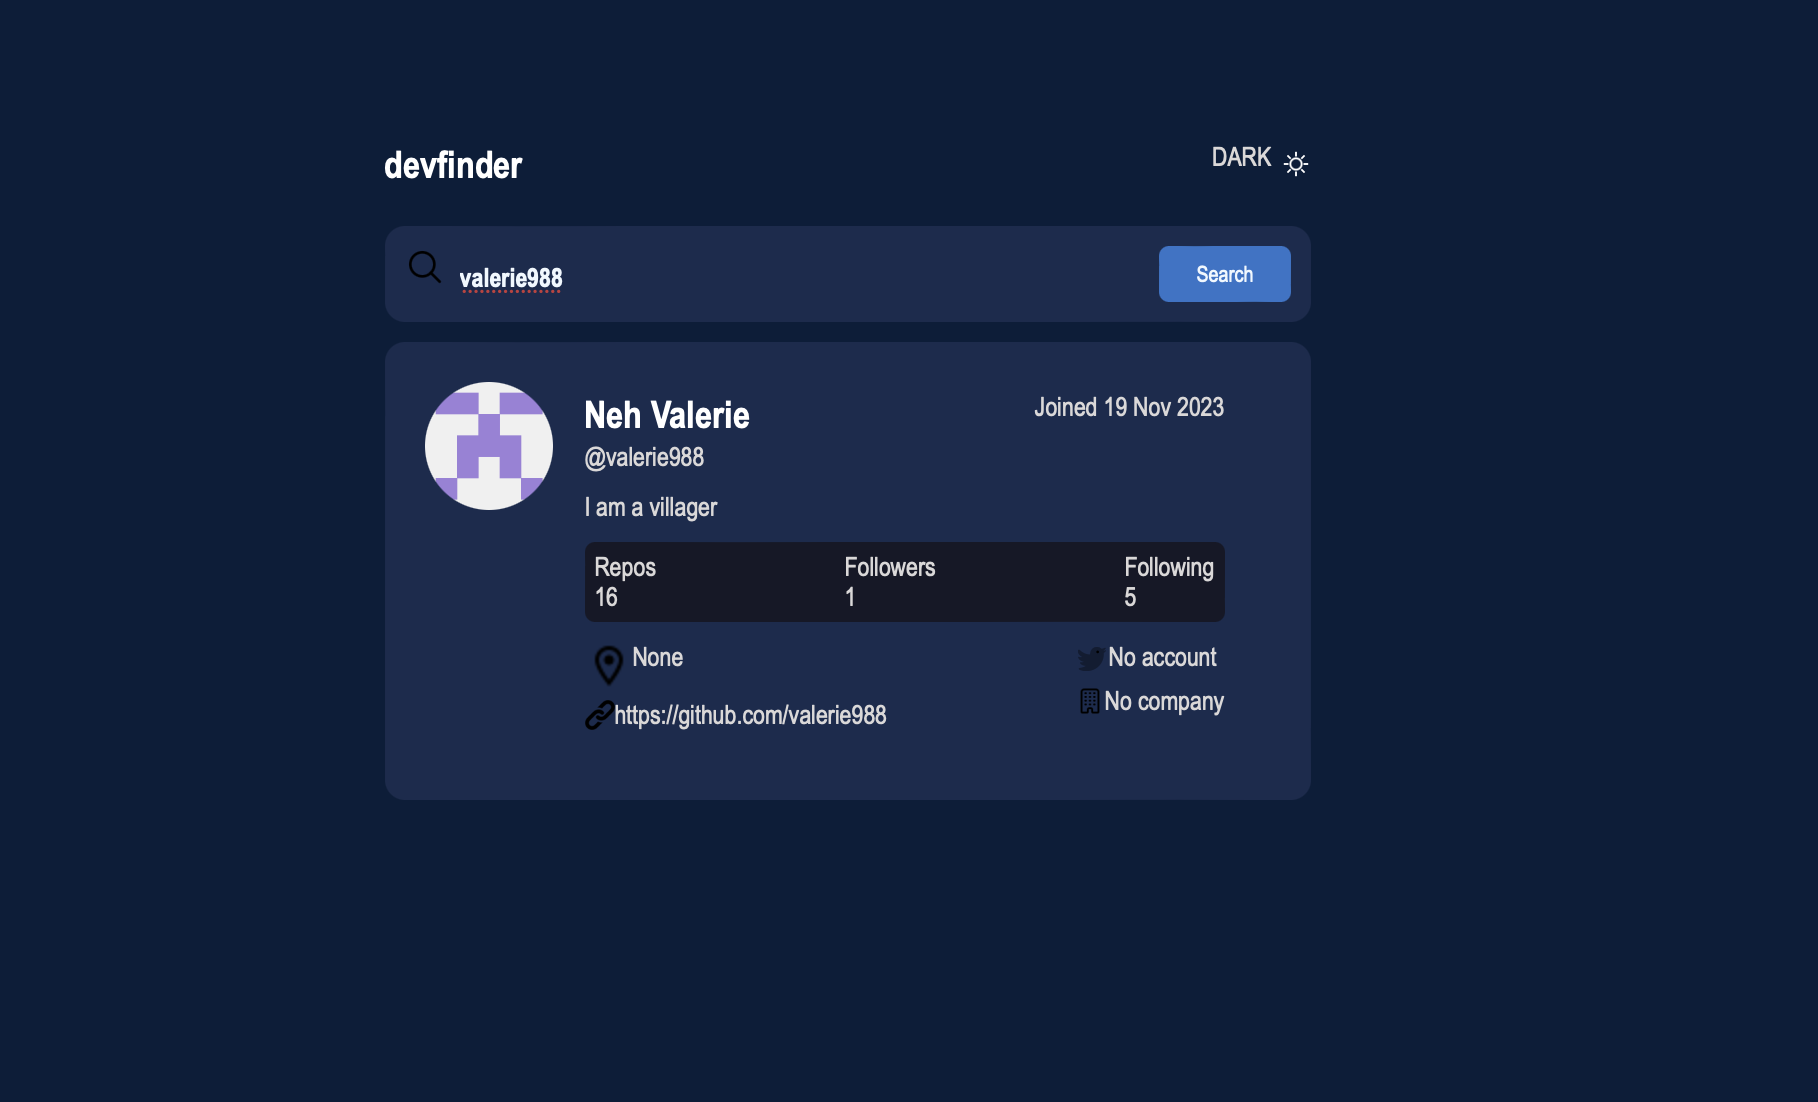 devfinder
DARK
valerie988
Search
Neh Valerie
Joined 19 Nov 2023
@valerie988
I am a villager
Repos Followers Following
16 1 5
None
No account
https://github.com/valerie988
No company